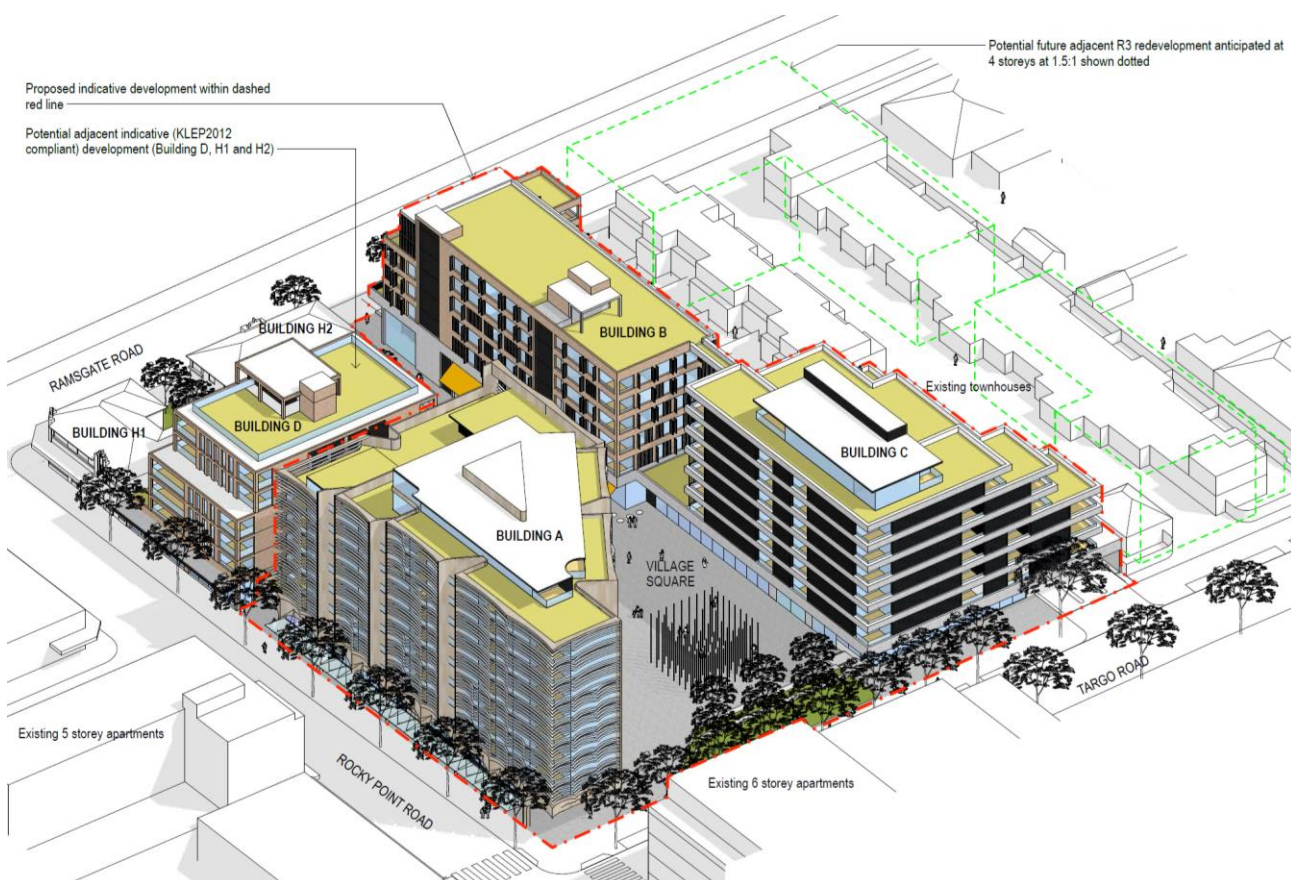 Potential future adjacent R3 redevelopment anticipated at
4 storeys at 1.5:1 shown dotted
Proposed indicative development within dashed
red line
Potential adjacent indicative (KLEP2012
compliant) development (Building D, H1 and H2)
BUILDING H2
RAMSGATE ROAD
BUILDING B
Existing townhouses
BUILDING H1
BUILDING D
BUILDING C
BUILDING A
VILLAGE
SQUARE
TARGO ROAD
Existing 5 storey apartments
ROCKY POINT ROAD
Existing 6 storey apartments